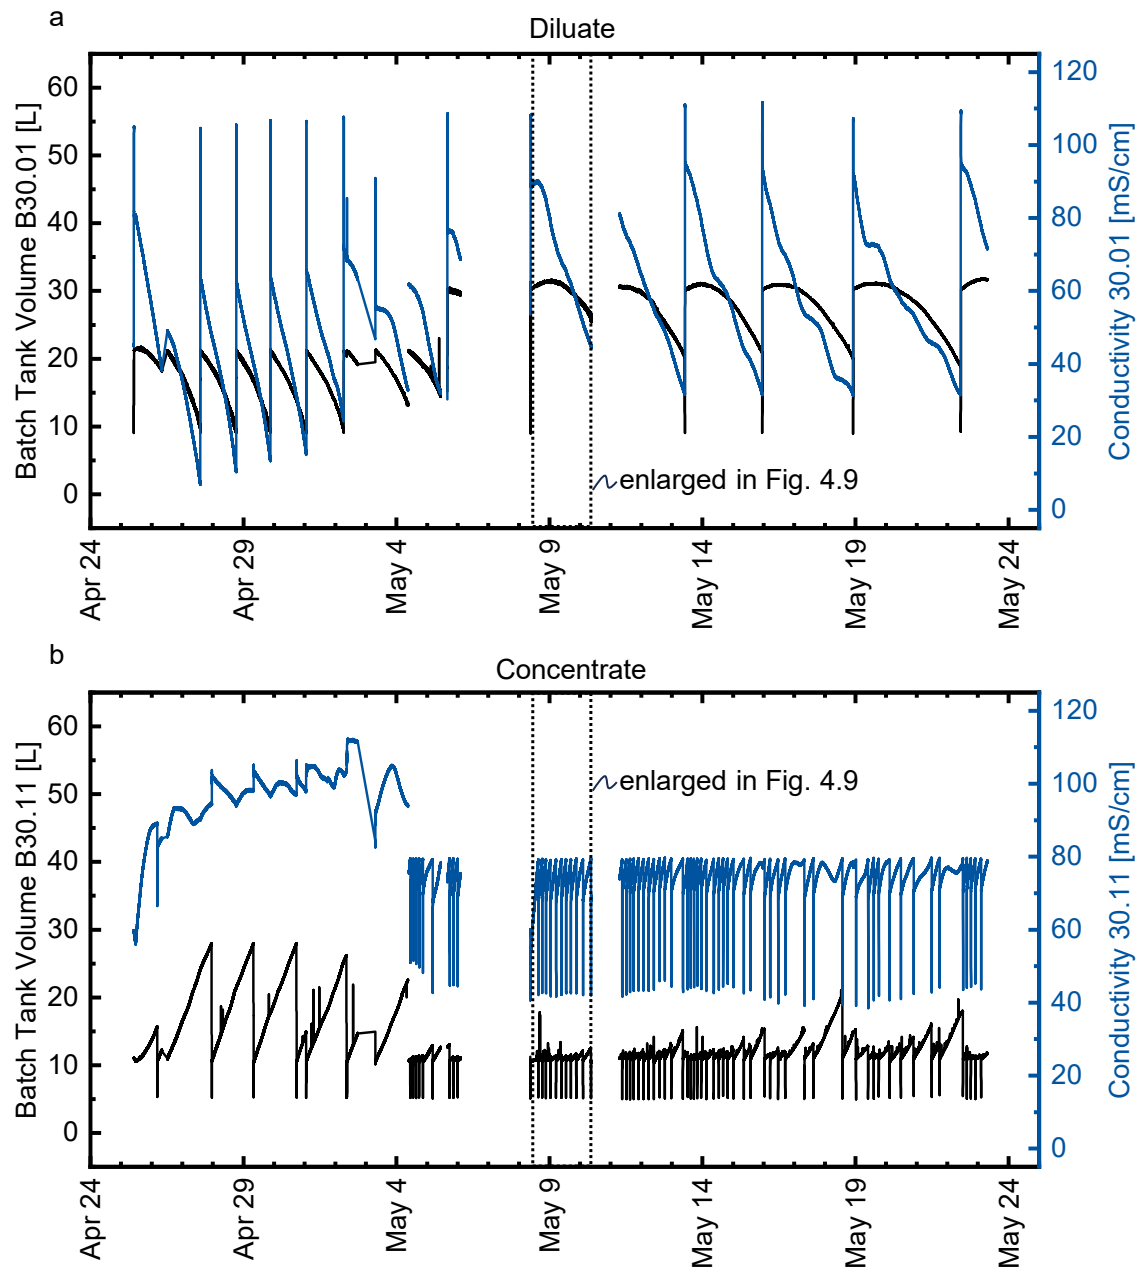 a
Diluate
Batch Tank Volume B30.01 [L]
60
50
40
30
20
10
0
120
100
80
60
40
20
0
Conductivity 30.01 [mS/cm]
enlarged in Fig. 4.9
Apr 24
Apr 29
May 4
May 9
May 14
May 19
May 24
b
Concentrate
Batch Tank Volume B30.11 [L]
60
50
40
30
20
10
0
120
100
80
60
40
20
0
Conductivity 30.11 [mS/cm]
enlarged in Fig. 4.9
Apr 24
Apr 29
May 4
May 9
May 14
May 19
May 24